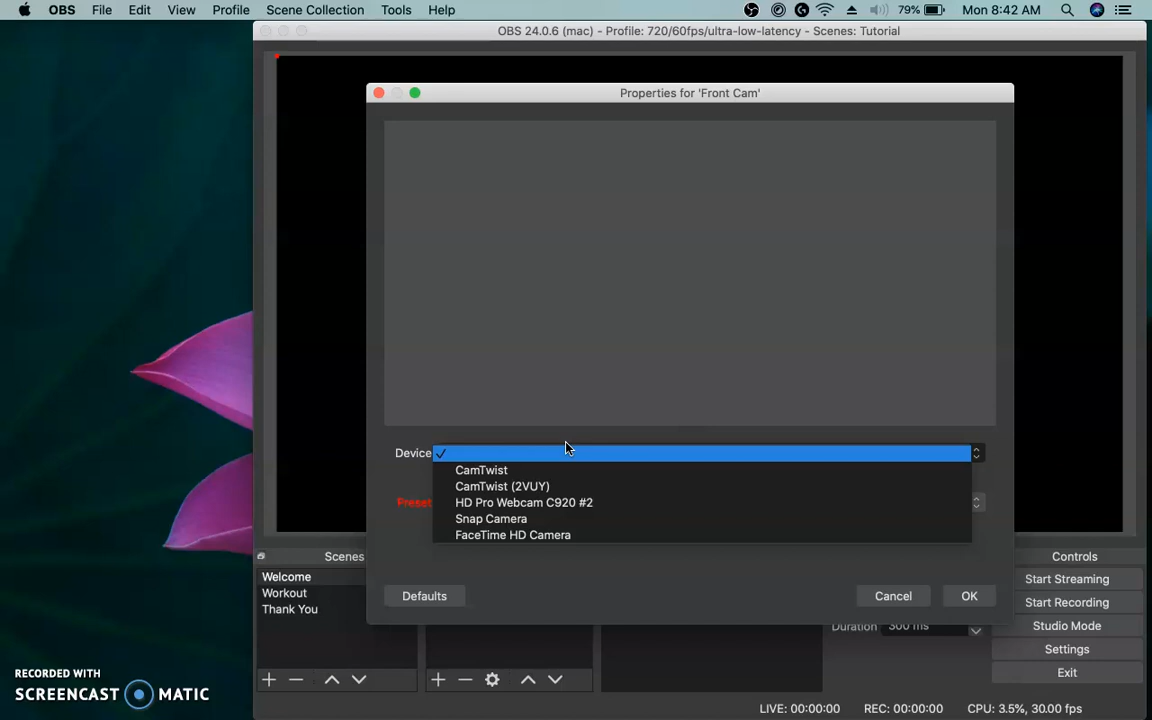 OBS File Edit View Profile Scene Collection Tools Help 79% Mon 8:42 AM
OBS 24.0.6 (mac) - Profile: 720/60fps/ultra-low-latency - Scenes: Tutorial
Properties for 'Front Cam'
Device ✓
CamTwist
CamTwist (2VUY)
Preset HD Pro Webcam C920 #2
Snap Camera
FaceTime HD Camera
Scenes Controls
Welcome
Workout
Thank You
Defaults Cancel OK
Start Streaming
Start Recording
Duration 300 ms Studio Mode
Settings
Exit
LIVE: 00:00:00 REC: 00:00:00 CPU: 3.5%, 30.00 fps
RECORDED WITH
SCREENCAST MATIC